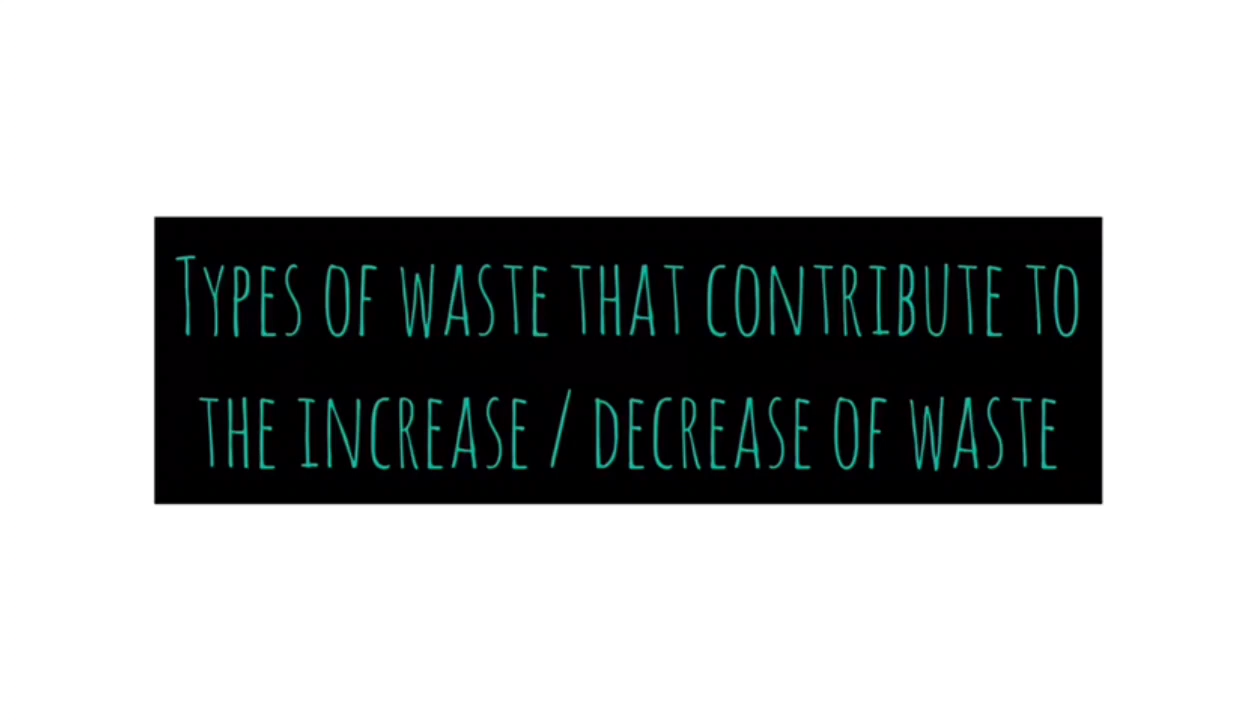 Types of waste that contribute to
the increase / decrease of waste